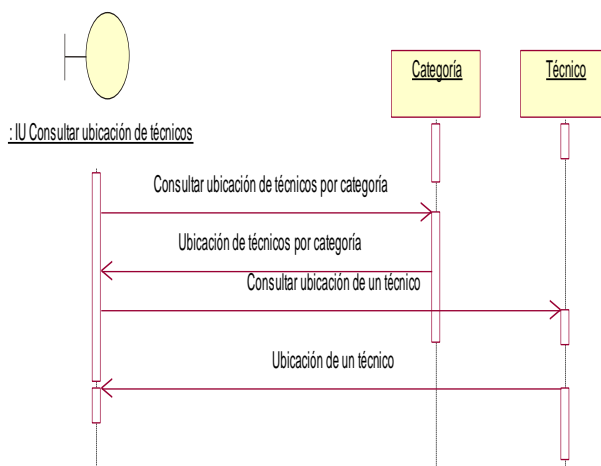 Categoría
Técnico
: IU Consultar ubicación de técnicos
Consultar ubicación de técnicos por categoría
Ubicación de técnicos por categoría
Consultar ubicación de un técnico
Ubicación de un técnico